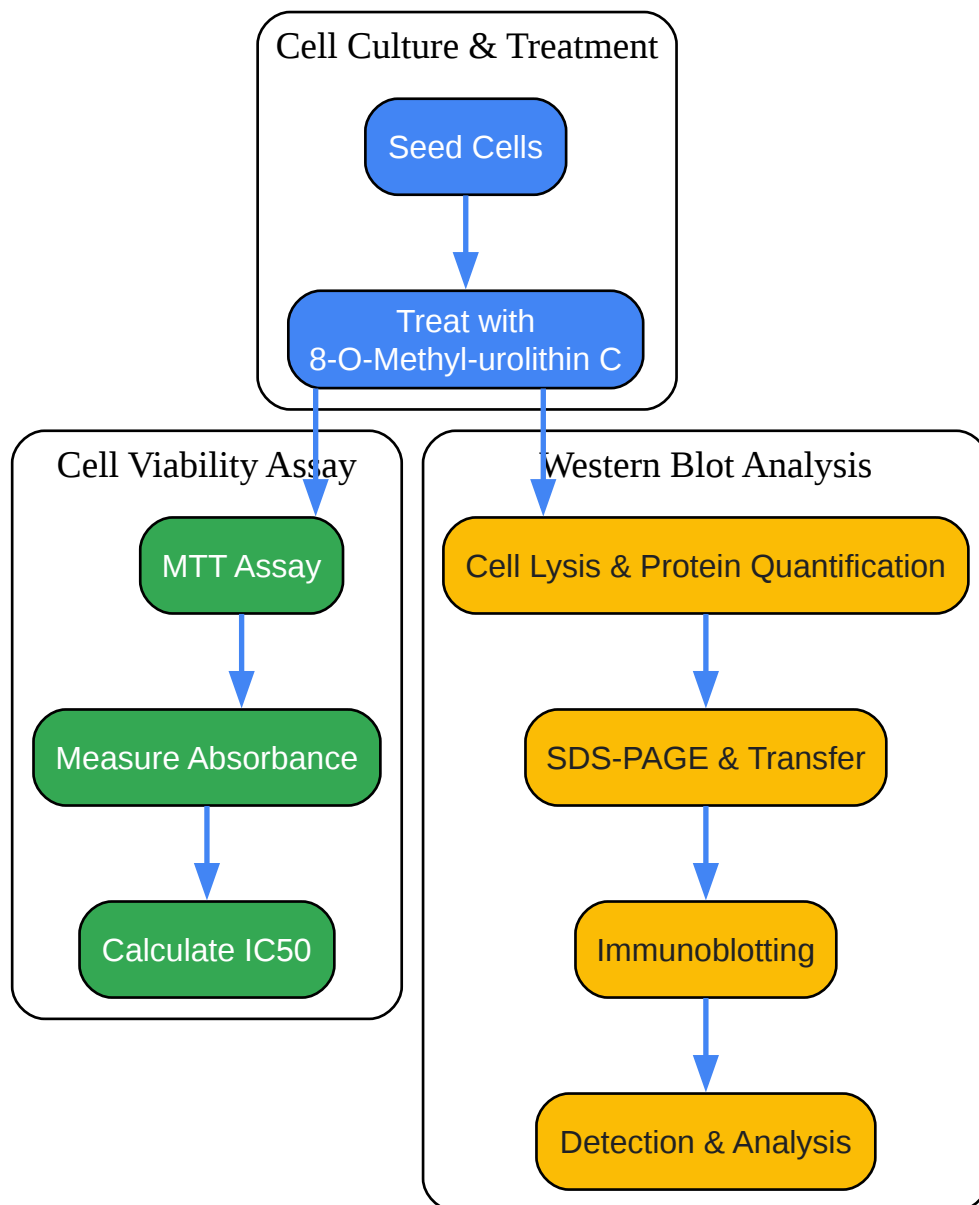 Cell Culture & Treatment
Seed Cells
Treat with
8-O-Methyl-urolithin C
Cell Viability Assay
MTT Assay
Measure Absorbance
Calculate IC50
Western Blot Analysis
Cell Lysis & Protein Quantification
SDS-PAGE & Transfer
Immunoblotting
Detection & Analysis